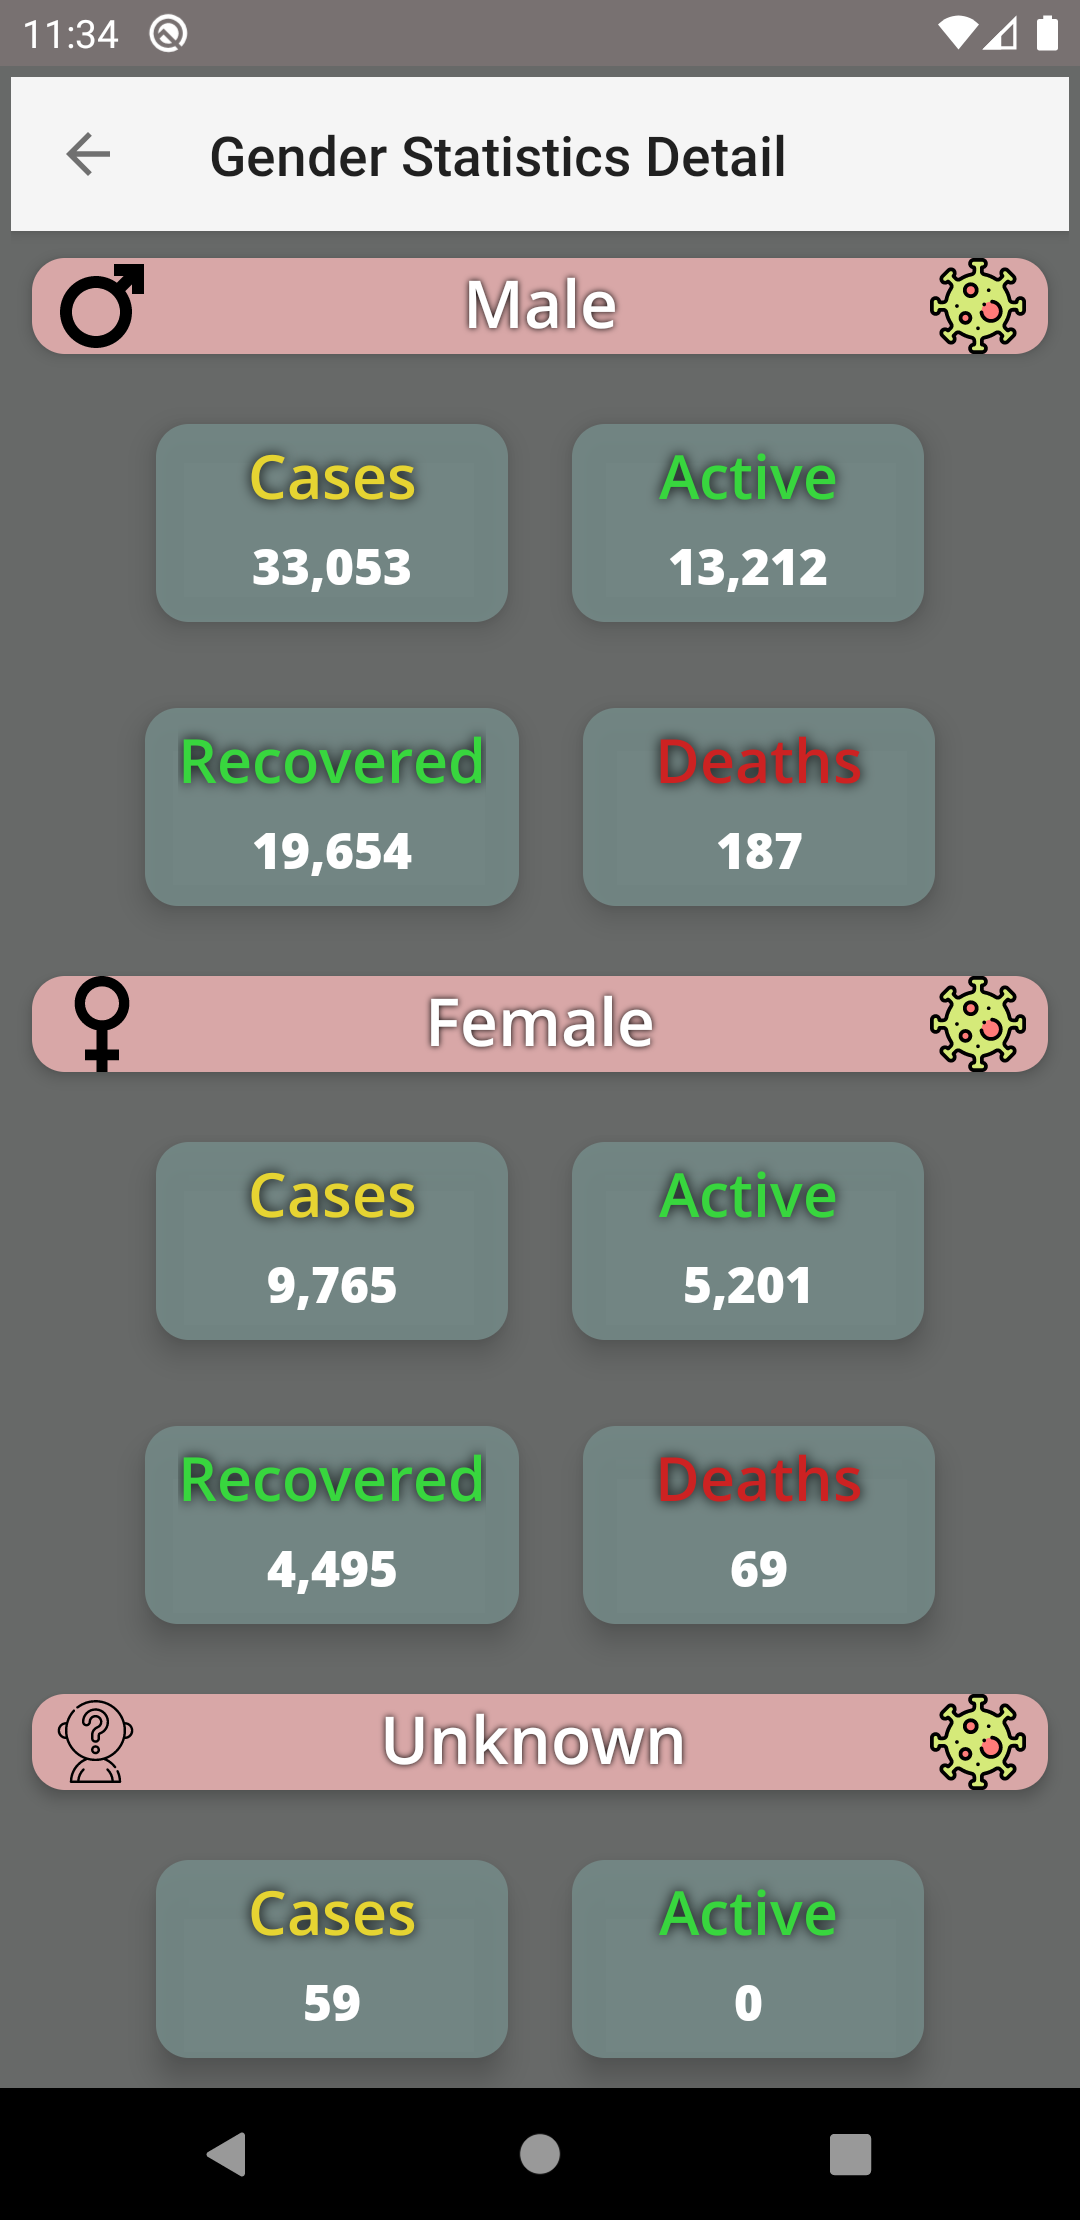 11:34
Gender Statistics Detail
Male
Cases
Active
33,053
13,212
Recovered
Deaths
19,654
187
Female
Cases
Active
9,765
5,201
Recovered
Deaths
4,495
69
?
Unknown
Cases
Active
59
0